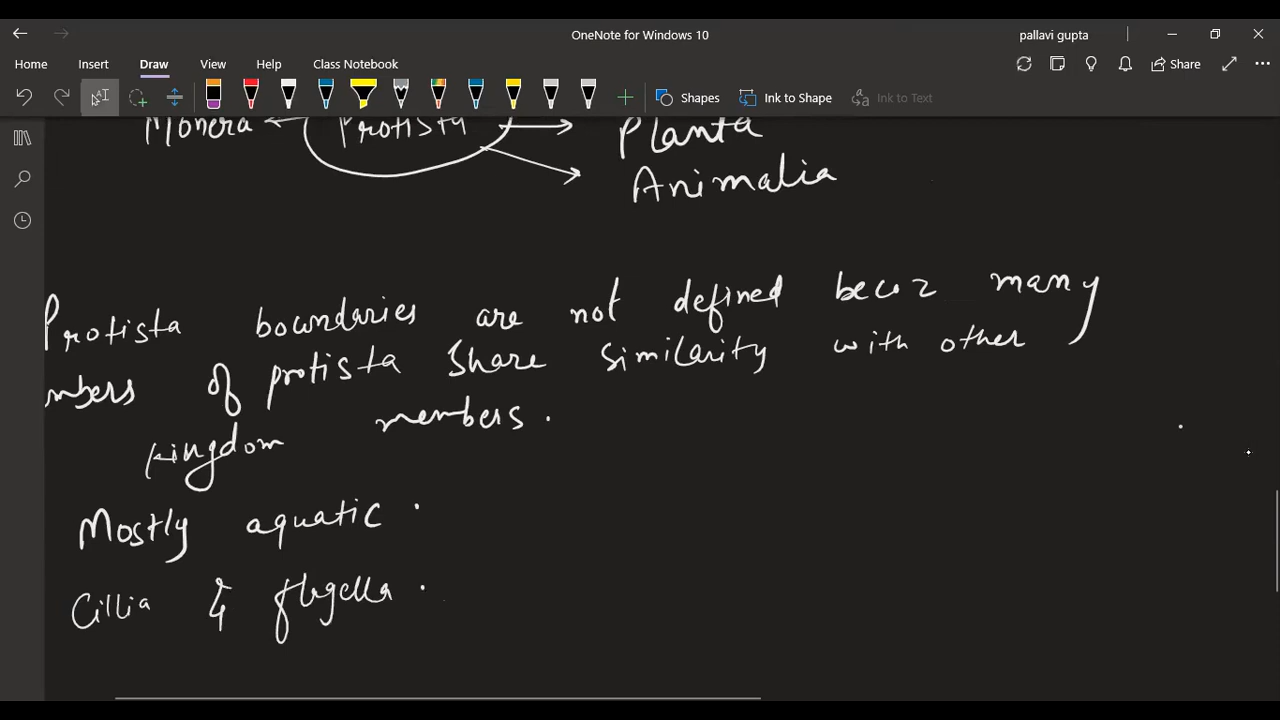 OneNote for Windows 10
pallavi gupta
Home Insert Draw View Help Class Notebook
Share
Shapes Ink to Shape Ink to Text
Monera Protista Planta
Animalia
Protista boundaries are not defined becoz many
mbers of protista share similarity with other
kingdom members.
Mostly aquatic.
Cillia & flagella.